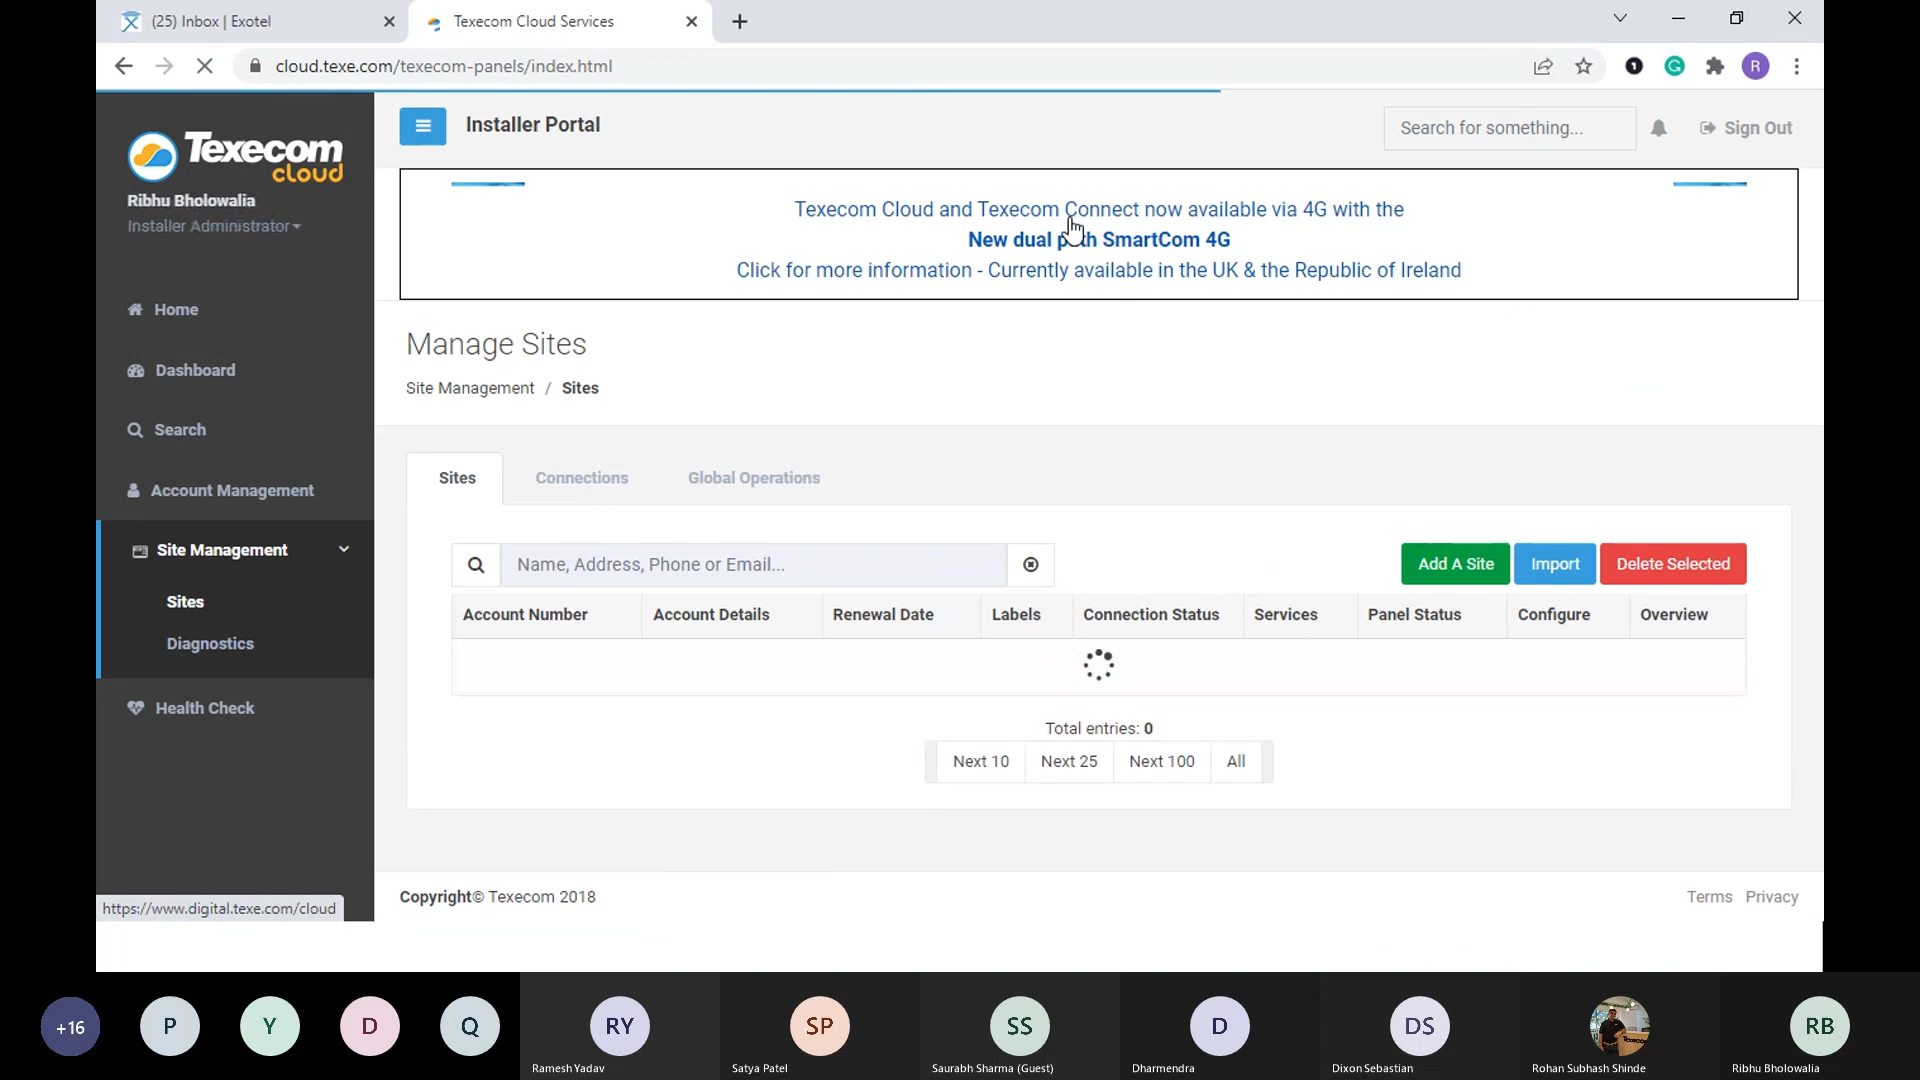 (25) Inbox | Exotel
Texecom Cloud Services
cloud.texe.com/texecom-panels/index.html
R
Texecom
cloud
Ribhu Bholowalia
Installer Administrator
Home
Dashboard
Search
Account Management
Site Management
Sites
Diagnostics
Health Check
https://www.digital.texe.com/cloud
Installer Portal
Search for something...
Sign Out
Texecom Cloud and Texecom Connect now available via 4G with the
New dual path SmartCom 4G
Click for more information - Currently available in the UK & the Republic of Ireland
Manage Sites
Site Management / Sites
Sites Connections Global Operations
Name, Address, Phone or Email...
Add A Site Import Delete Selected
Account Number Account Details Renewal Date Labels Connection Status Services Panel Status Configure Overview
Total entries: 0
Next 10 Next 25 Next 100 All
Copyright© Texecom 2018
Terms Privacy
+16 P Y D Q RY SP SS D DS RB
Ramesh Yadav Satya Patel Saurabh Sharma (Guest) Dharmendra Dixon Sebastian Rohan Subhash Shinde Ribhu Bholowalia